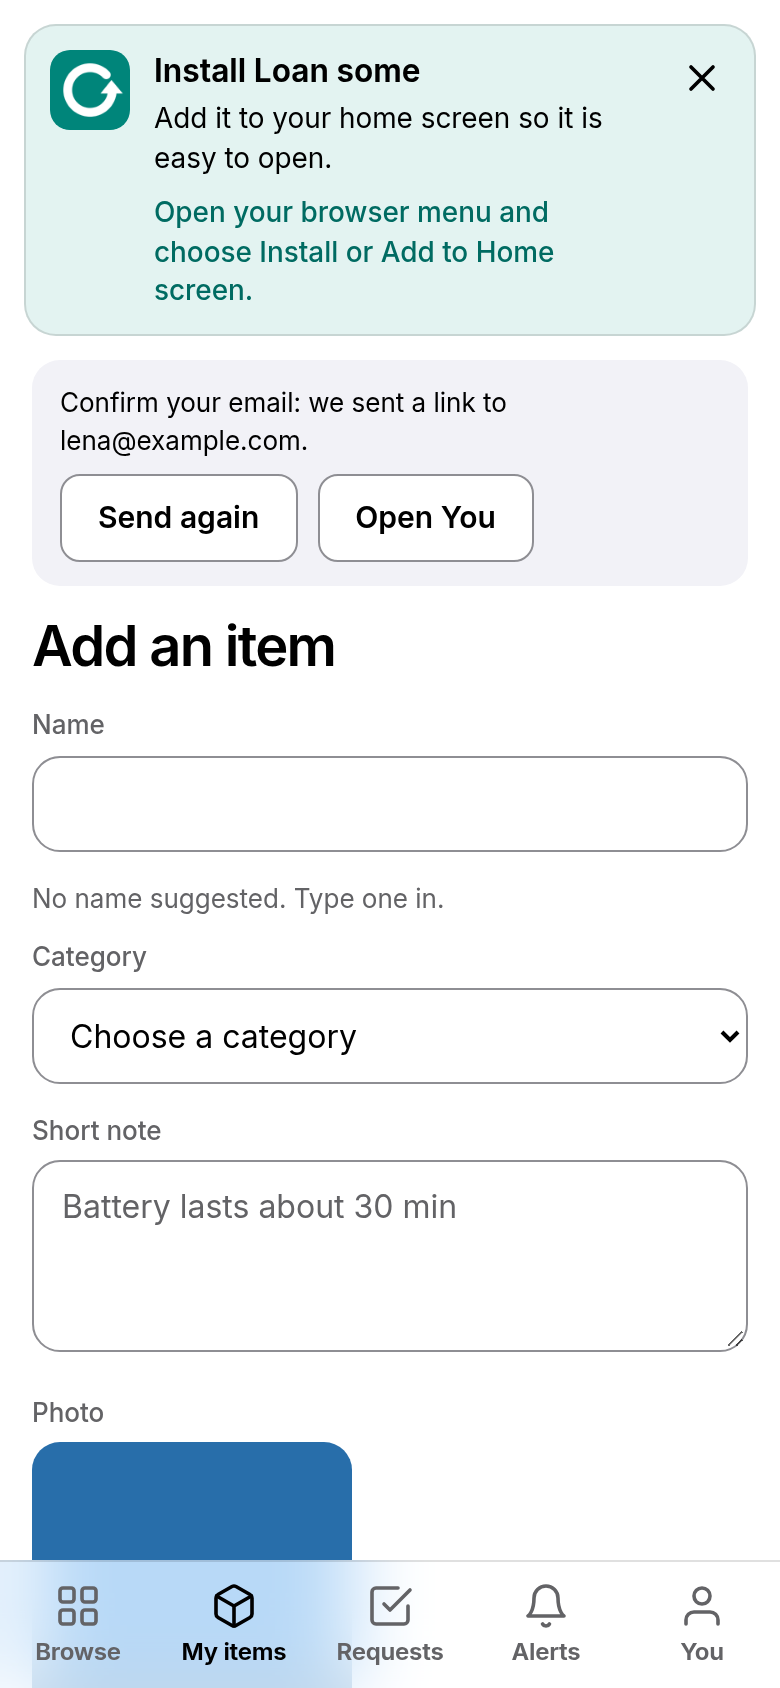 Install Loan some
Add it to your home screen so it is
easy to open.
Open your browser menu and
choose Install or Add to Home
screen.
Confirm your email: we sent a link to
lena@example.com.
Send again
Open You
Add an item
Name
No name suggested. Type one in.
Category
Choose a category
Short note
Battery lasts about 30 min
Photo
Browse
My items
Requests
Alerts
You